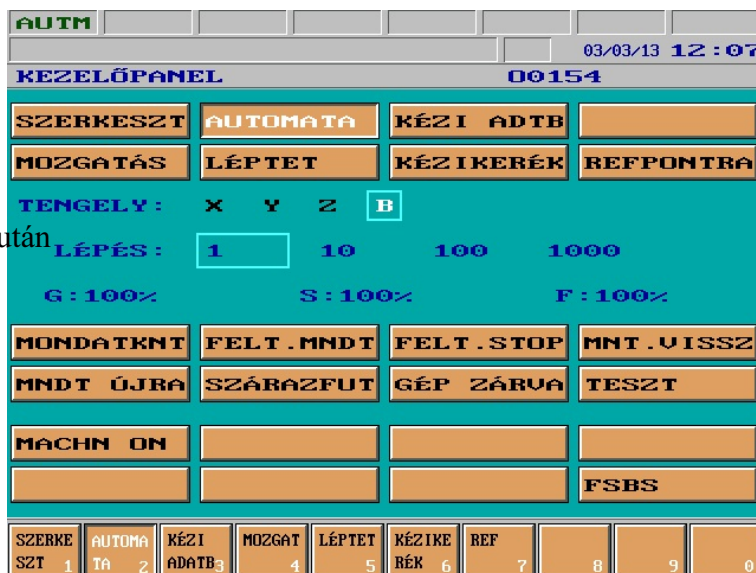 AUTM
03/03/13 12:07
KEZELŐPANEL O0154
SZERKESZT AUTOMATA KÉZI ADTB
MOZGATÁS LÉPTET KÉZIKERÉK REFPONTRA
TENGELY: X Y Z B
után
LÉPÉS: 1 10 100 1000
G:100% S:100% F:100%
MONDATKNT FELT.MNDT FELT.STOP MNT.VISSZ
MNDT ÚJRA SZÁRAZFUT GÉP ZÁRVA TESZT
MACHN ON
FSBS
SZERKE AUTOMA KÉZI MOZGAT LÉPTET KÉZIKE REF
SZT 1 TA 2 ADATB3 4 5 RÉK 6 7 8 9 0